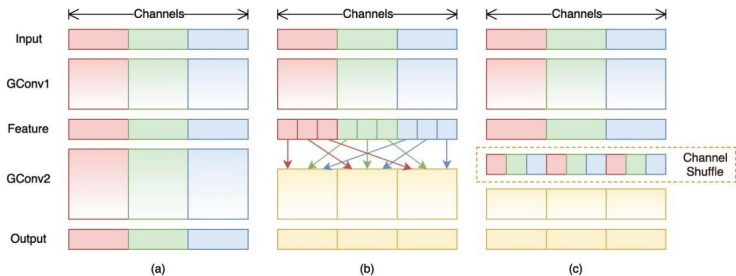 Channels
Channels
Channels
Input
GConv1
Feature
GConv2
Channel
Shuffle
Output
(a)
(b)
(c)